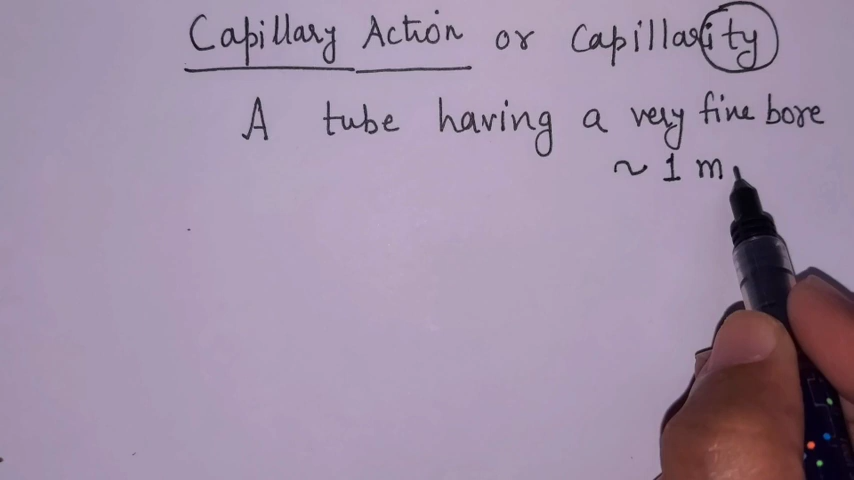 Capillary Action or Capillarity
A tube having a very fine bore
~ 1 m